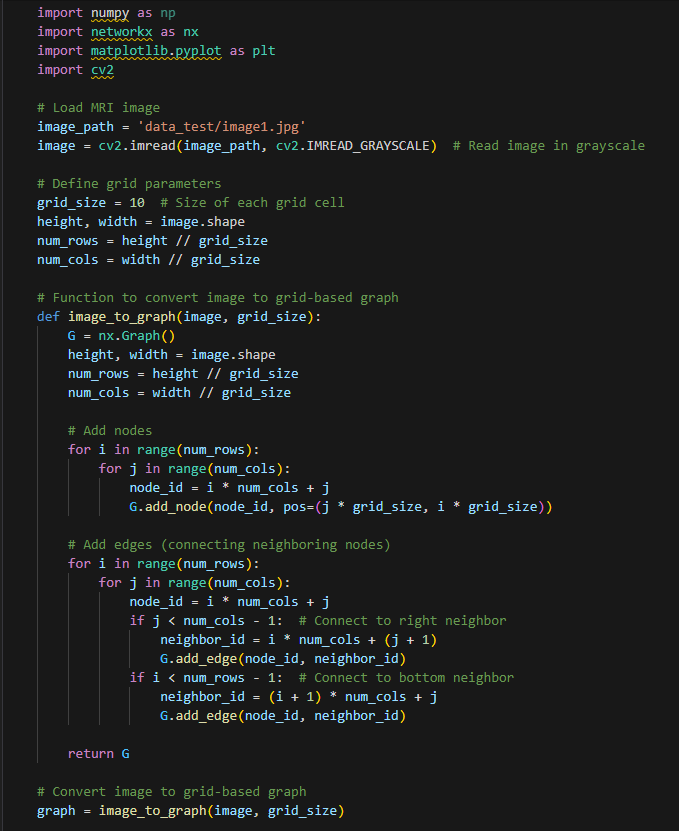 import numpy as np
import networkx as nx
import matplotlib.pyplot as plt
import cv2

# Load MRI image
image_path = 'data_test/image1.jpg'
image = cv2.imread(image_path, cv2.IMREAD_GRAYSCALE)  # Read image in grayscale

# Define grid parameters
grid_size = 10  # Size of each grid cell
height, width = image.shape
num_rows = height // grid_size
num_cols = width // grid_size

# Function to convert image to grid-based graph
def image_to_graph(image, grid_size):
    G = nx.Graph()
    height, width = image.shape
    num_rows = height // grid_size
    num_cols = width // grid_size

    # Add nodes
    for i in range(num_rows):
        for j in range(num_cols):
            node_id = i * num_cols + j
            G.add_node(node_id, pos=(j * grid_size, i * grid_size))

    # Add edges (connecting neighboring nodes)
    for i in range(num_rows):
        for j in range(num_cols):
            node_id = i * num_cols + j
            if j < num_cols - 1:  # Connect to right neighbor
                neighbor_id = i * num_cols + (j + 1)
                G.add_edge(node_id, neighbor_id)
            if i < num_rows - 1:  # Connect to bottom neighbor
                neighbor_id = (i + 1) * num_cols + j
                G.add_edge(node_id, neighbor_id)

    return G

# Convert image to grid-based graph
graph = image_to_graph(image, grid_size)